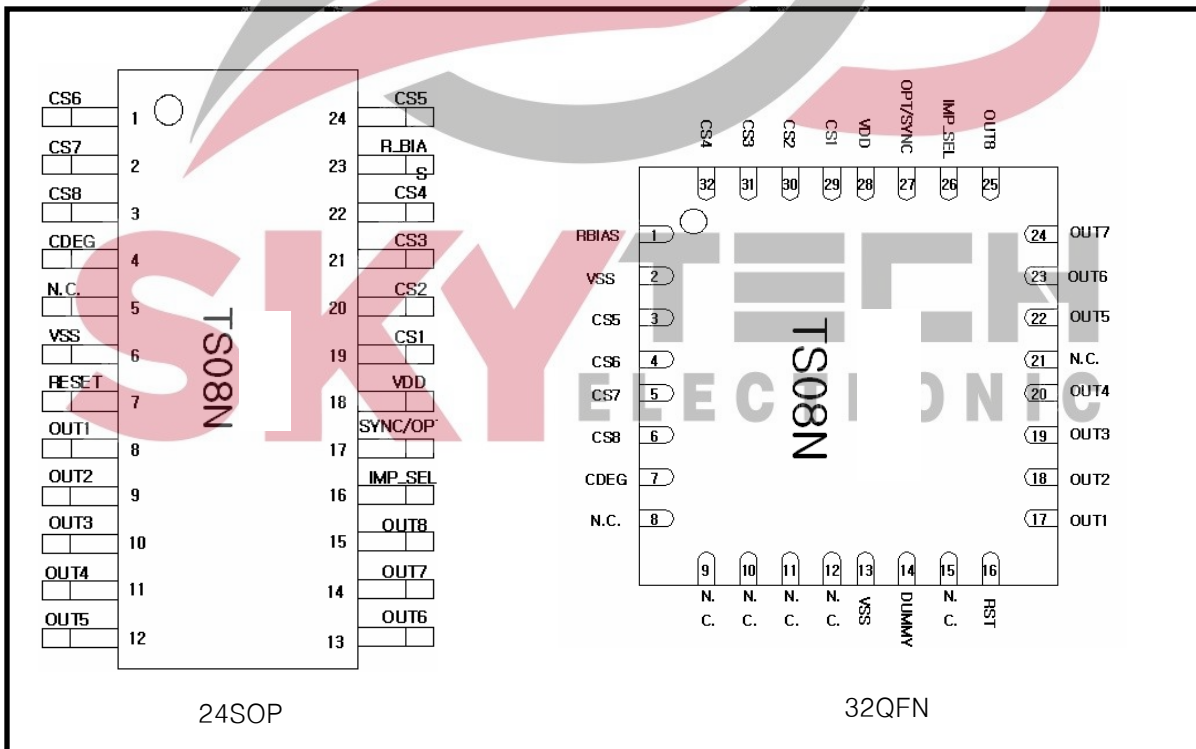 CS6 1 24 CS5
CS7 2 23 R_BIA
S
CS8 3 22 CS4
CDEG 4 21 CS3
N.C. 5 20 CS2
VSS 6 19 CS1
RESET 7 18 VDD
OUT1 8 17 SYNC/OP
OUT2 9 16 IMP_SEL
OUT3 10 15 OUT8
OUT4 11 14 OUT7
OUT5 12 13 OUT6
TS08N
24SOP
CS4 CS3 CS2 CS1 VDD OPT/SYNC IMP_SEL OUT8
32 31 30 29 28 27 26 25
RBIAS 1 24 OUT7
VSS 2 23 OUT6
CS5 3 22 OUT5
CS6 4 21 N.C.
CS7 5 20 OUT4
CS8 6 19 OUT3
CDEG 7 18 OUT2
N.C. 8 17 OUT1
TS08N
9 10 11 12 13 14 15 16
N.C. N.C. N.C. N.C. VSS DUMMY N.C. RST
32QFN
SKYTECH
ELECTRONIC